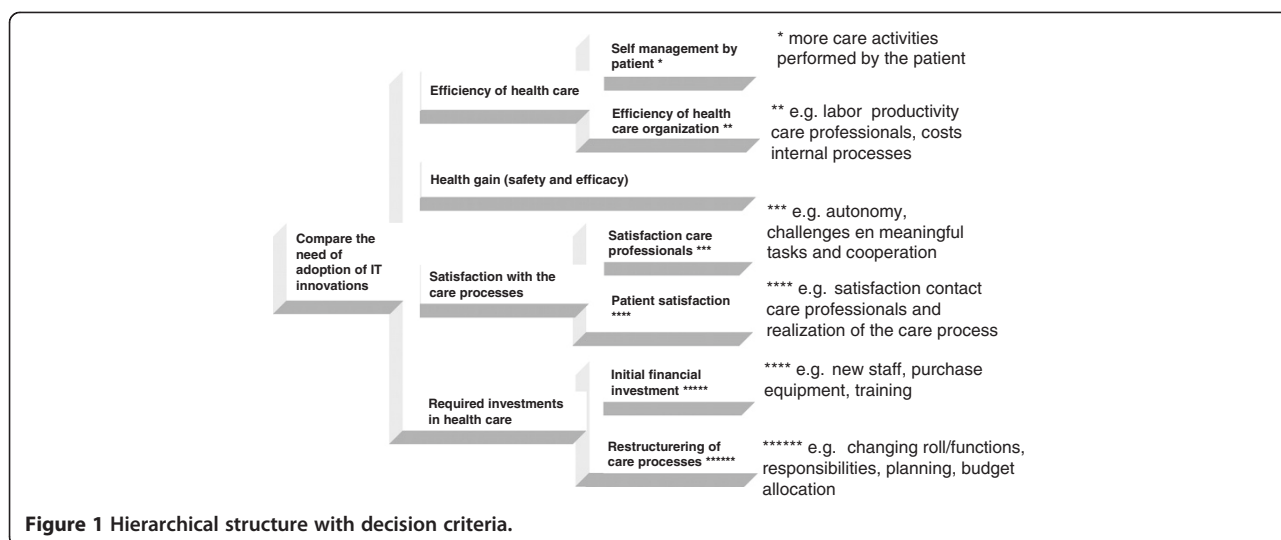 Self management by
patient *
* more care activities
performed by the patient
Efficiency of health care
Efficiency of health
care organization **
** e.g. labor productivity
care professionals, costs
internal processes
Health gain (safety and efficacy)
Compare the
need of
adoption of IT
innovations
Satisfaction with the
care processes
Satisfaction care
professionals ***
*** e.g. autonomy,
challenges en meaningful
tasks and cooperation
Patient satisfaction
****
**** e.g. satisfaction contact
care professionals and
realization of the care process
Required investments
in health care
Initial financial
investment *****
**** e.g. new staff, purchase
equipment, training
Restructurering of
care processes ******
****** e.g. changing roll/functions,
responsibilities, planning, budget
allocation
Figure 1 Hierarchical structure with decision criteria.